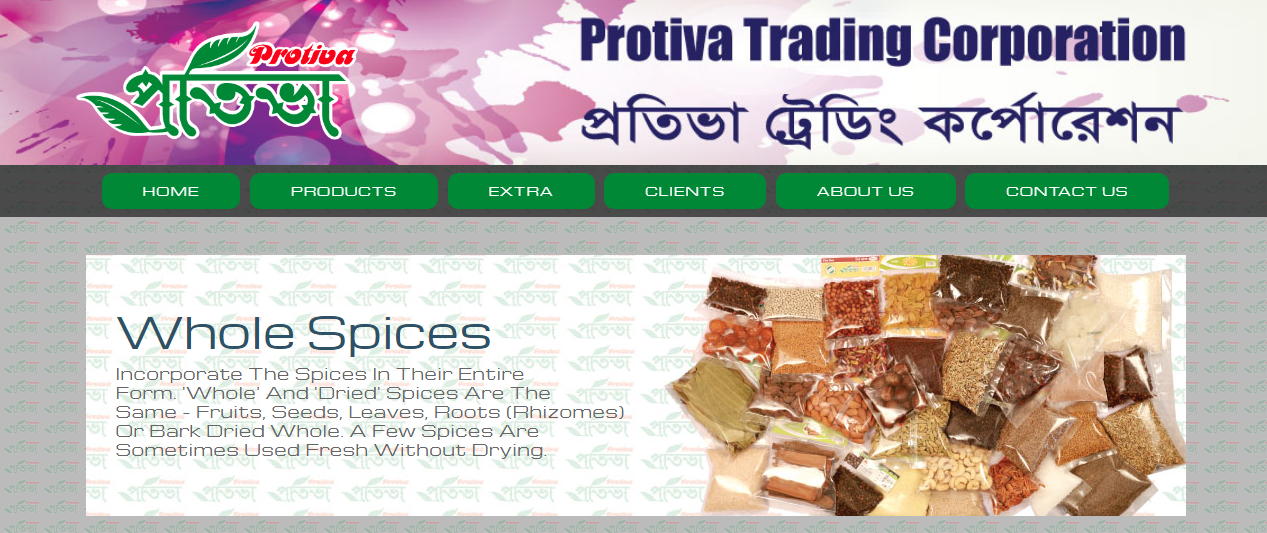 Protiva
প্রতিভা
Protiva Trading Corporation
প্রতিভা ট্রেডিং কর্পোরেশন
HOME
PRODUCTS
EXTRA
CLIENTS
ABOUT US
CONTACT US
Whole Spices
Incorporate The Spices In Their Entire
Form. 'Whole' And 'Dried' Spices Are The
Same - Fruits, Seeds, Leaves, Roots (Rhizomes)
Or Bark Dried Whole. A Few Spices Are
Sometimes Used Fresh Without Drying.